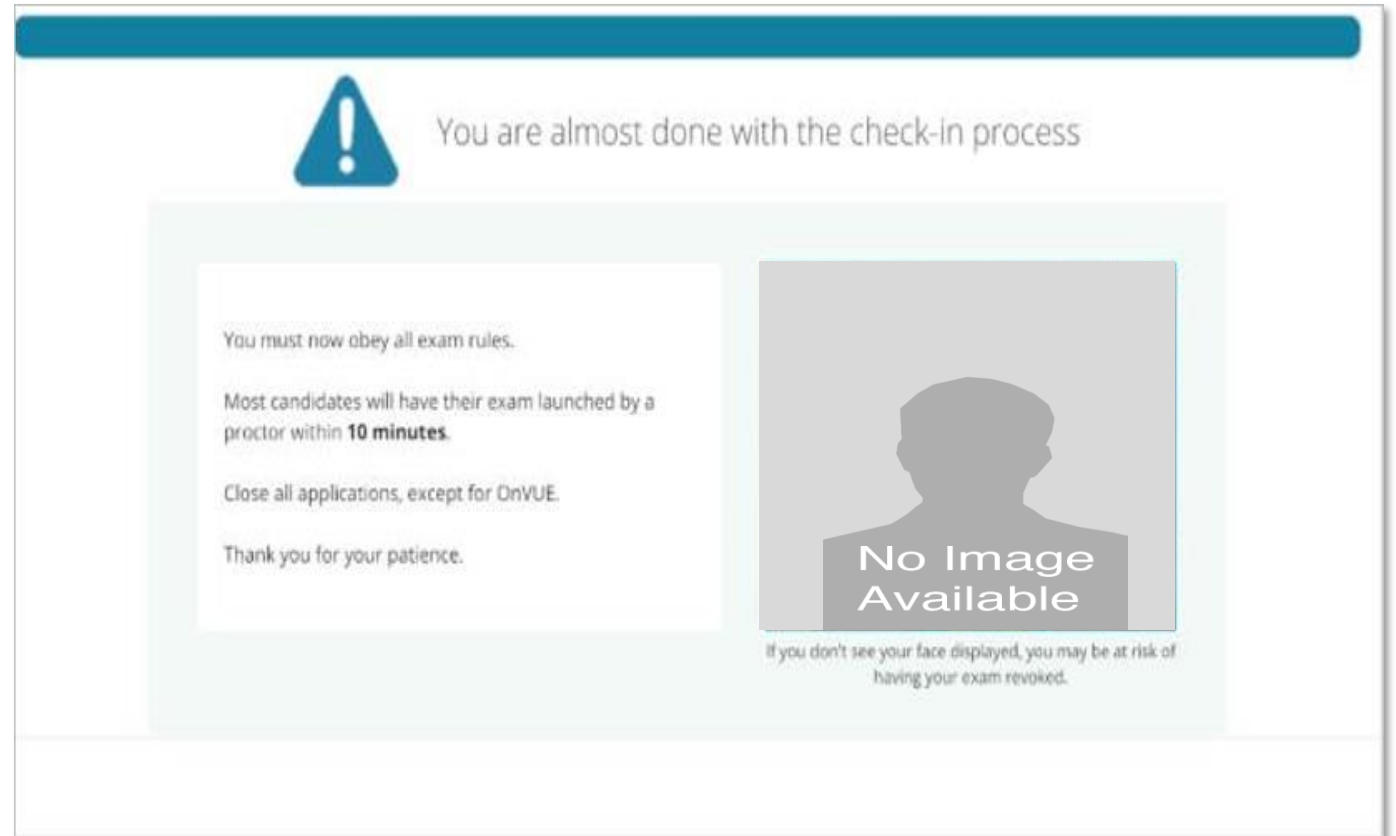 You are almost done with the check-in process
You must now obey all exam rules.
Most candidates will have their exam launched by a
proctor within 10 minutes.
Close all applications, except for OnVUE.
Thank you for your patience.
No Image
Available
If you don't see your face displayed, you may be at risk of
having your exam revoked.